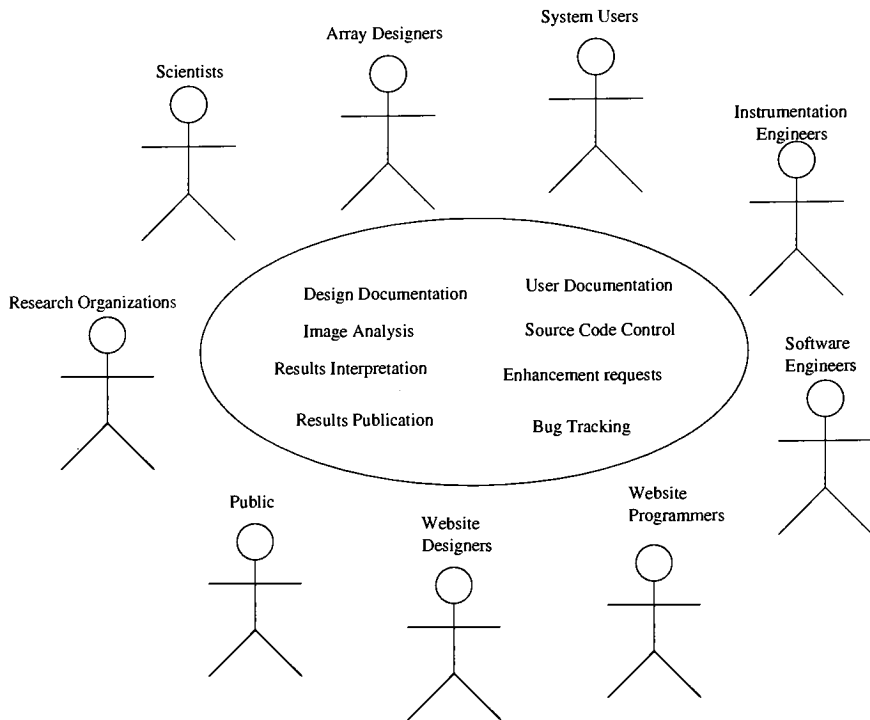 System Users
Array Designers
Scientists
Instrumentation
Engineers
Research Organizations
Design Documentation
User Documentation
Image Analysis
Source Code Control
Results Interpretation
Enhancement requests
Results Publication
Bug Tracking
Software
Engineers
Public
Website
Designers
Website
Programmers